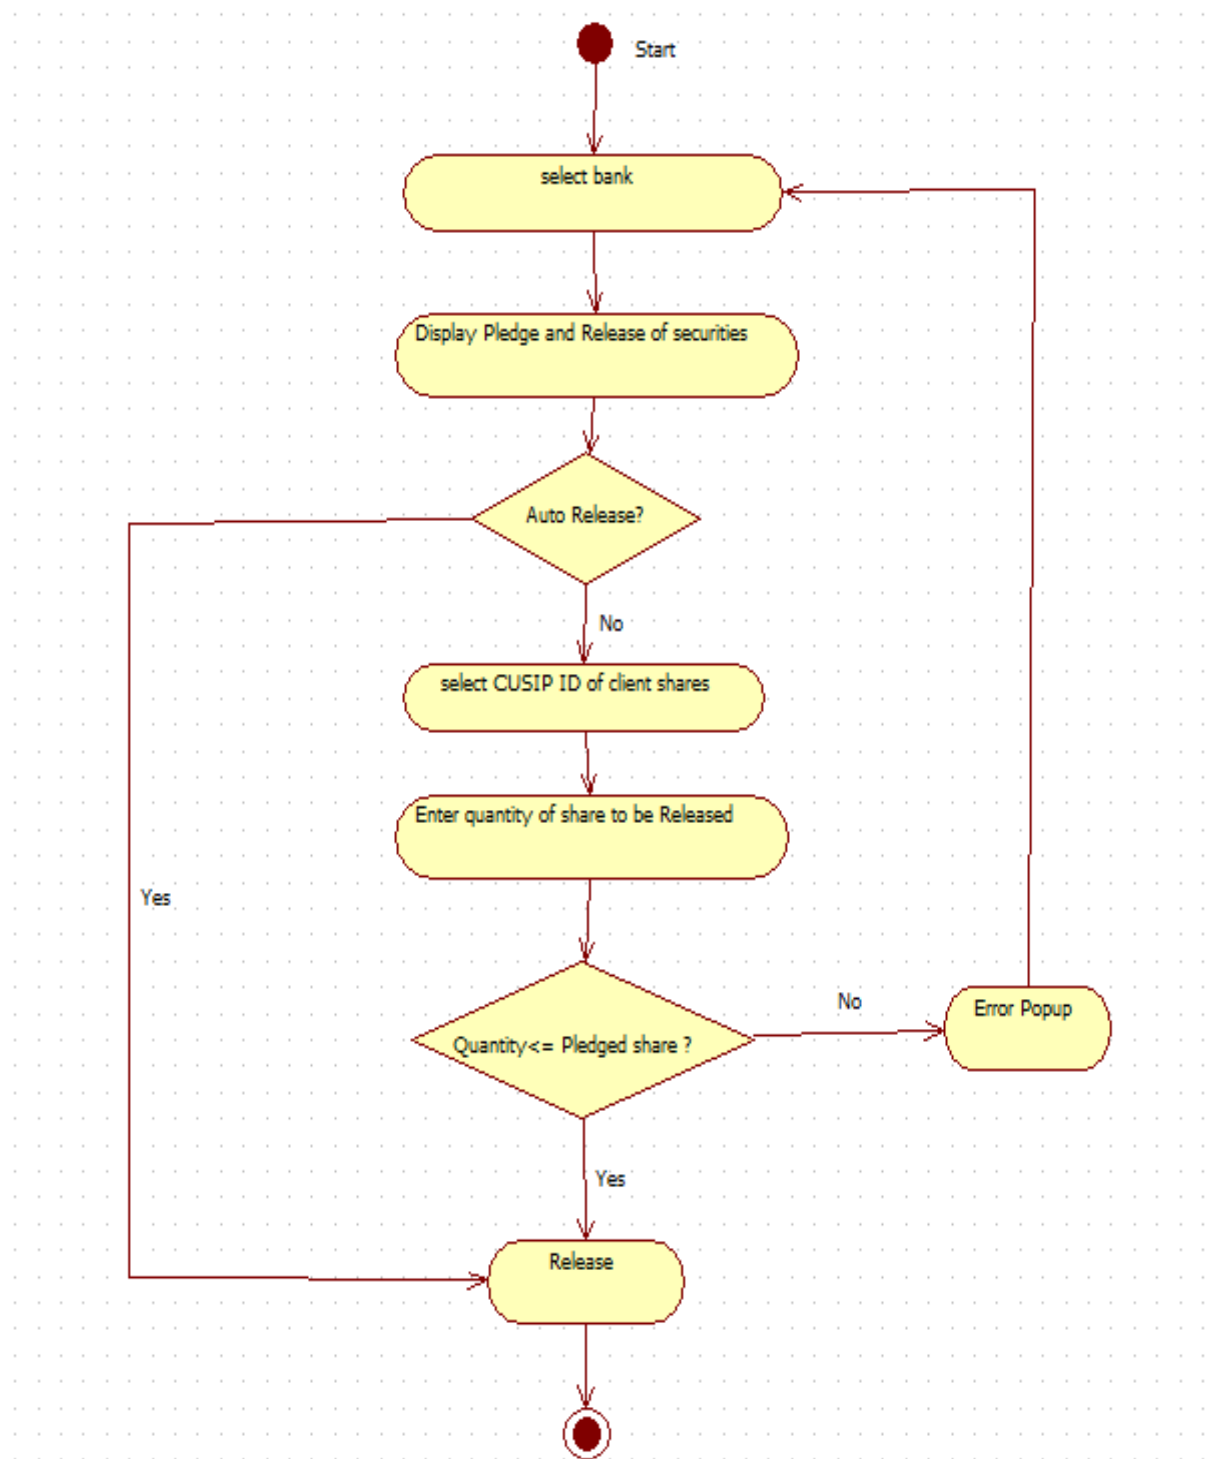 Start
select bank
Display Pledge and Release of securities
Auto Release?
No
select CUSIP ID of client shares
Enter quantity of share to be Released
Yes
No
Error Popup
Quantity<= Pledged share ?
Yes
Release